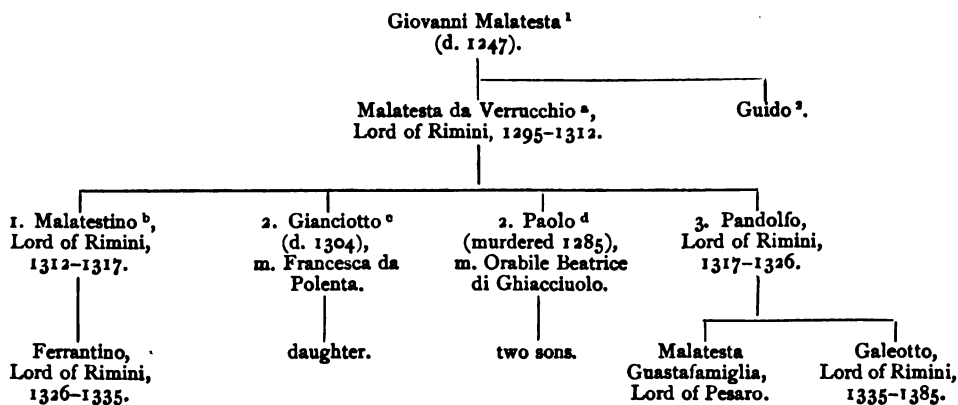 Giovanni Malatesta ¹
(d. 1247).
Malatesta da Verrucchio ᵃ,
Lord of Rimini, 1295–1312.
Guido ².
1. Malatestino ᵇ,
Lord of Rimini,
1312–1317.
2. Gianciotto ᶜ
(d. 1304),
m. Francesca da
Polenta.
2. Paolo ᵈ
(murdered 1285),
m. Orabile Beatrice
di Ghiacciuolo.
3. Pandolfo,
Lord of Rimini,
1317–1326.
Ferrantino,
Lord of Rimini,
1326–1335.
daughter.
two sons.
Malatesta
Guastafamiglia,
Lord of Pesaro.
Galeotto,
Lord of Rimini,
1335–1385.